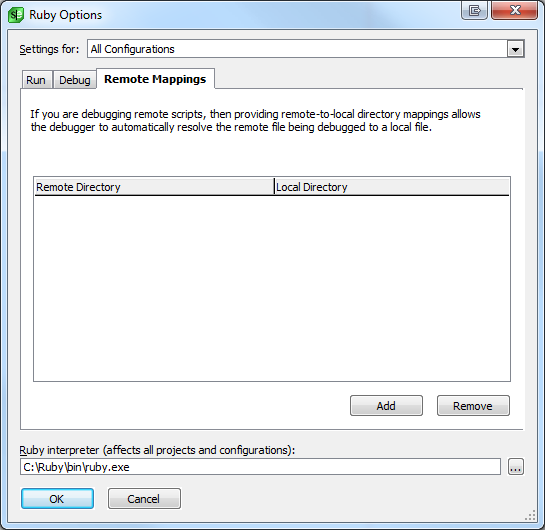 Ruby Options
Settings for: All Configurations
Run Debug Remote Mappings
If you are debugging remote scripts, then providing remote-to-local directory mappings allows
the debugger to automatically resolve the remote file being debugged to a local file.
Remote Directory Local Directory
Add Remove
Ruby interpreter (affects all projects and configurations):
C:\Ruby\bin\ruby.exe ...
OK Cancel